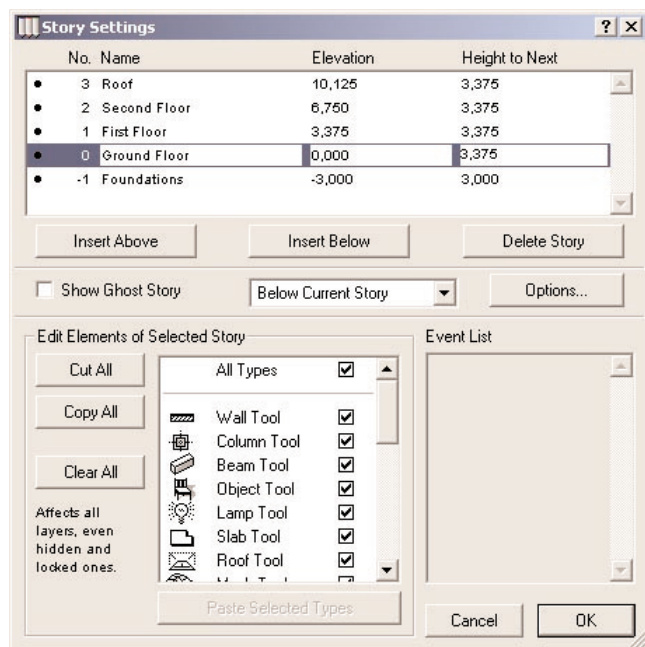 Story Settings
No. Name Elevation Height to Next
3 Roof 10,125 3,375
2 Second Floor 6,750 3,375
1 First Floor 3,375 3,375
0 Ground Floor 0,000 3,375
-1 Foundations -3,000 3,000
Insert Above Insert Below Delete Story
Show Ghost Story Below Current Story Options...
Edit Elements of Selected Story Event List
Cut All All Types
Copy All Wall Tool
Column Tool
Beam Tool
Clear All Object Tool
Lamp Tool
Affects all
layers, even
hidden and
locked ones.
Slab Tool
Roof Tool
Paste Selected Types
Cancel OK